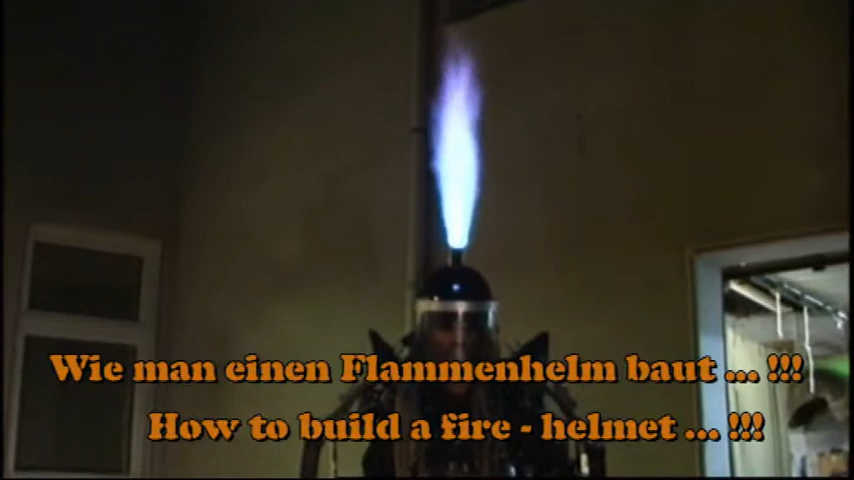 Wie man einen Flammenhelm baut ... !!!
How to build a fire - helmet ... !!!